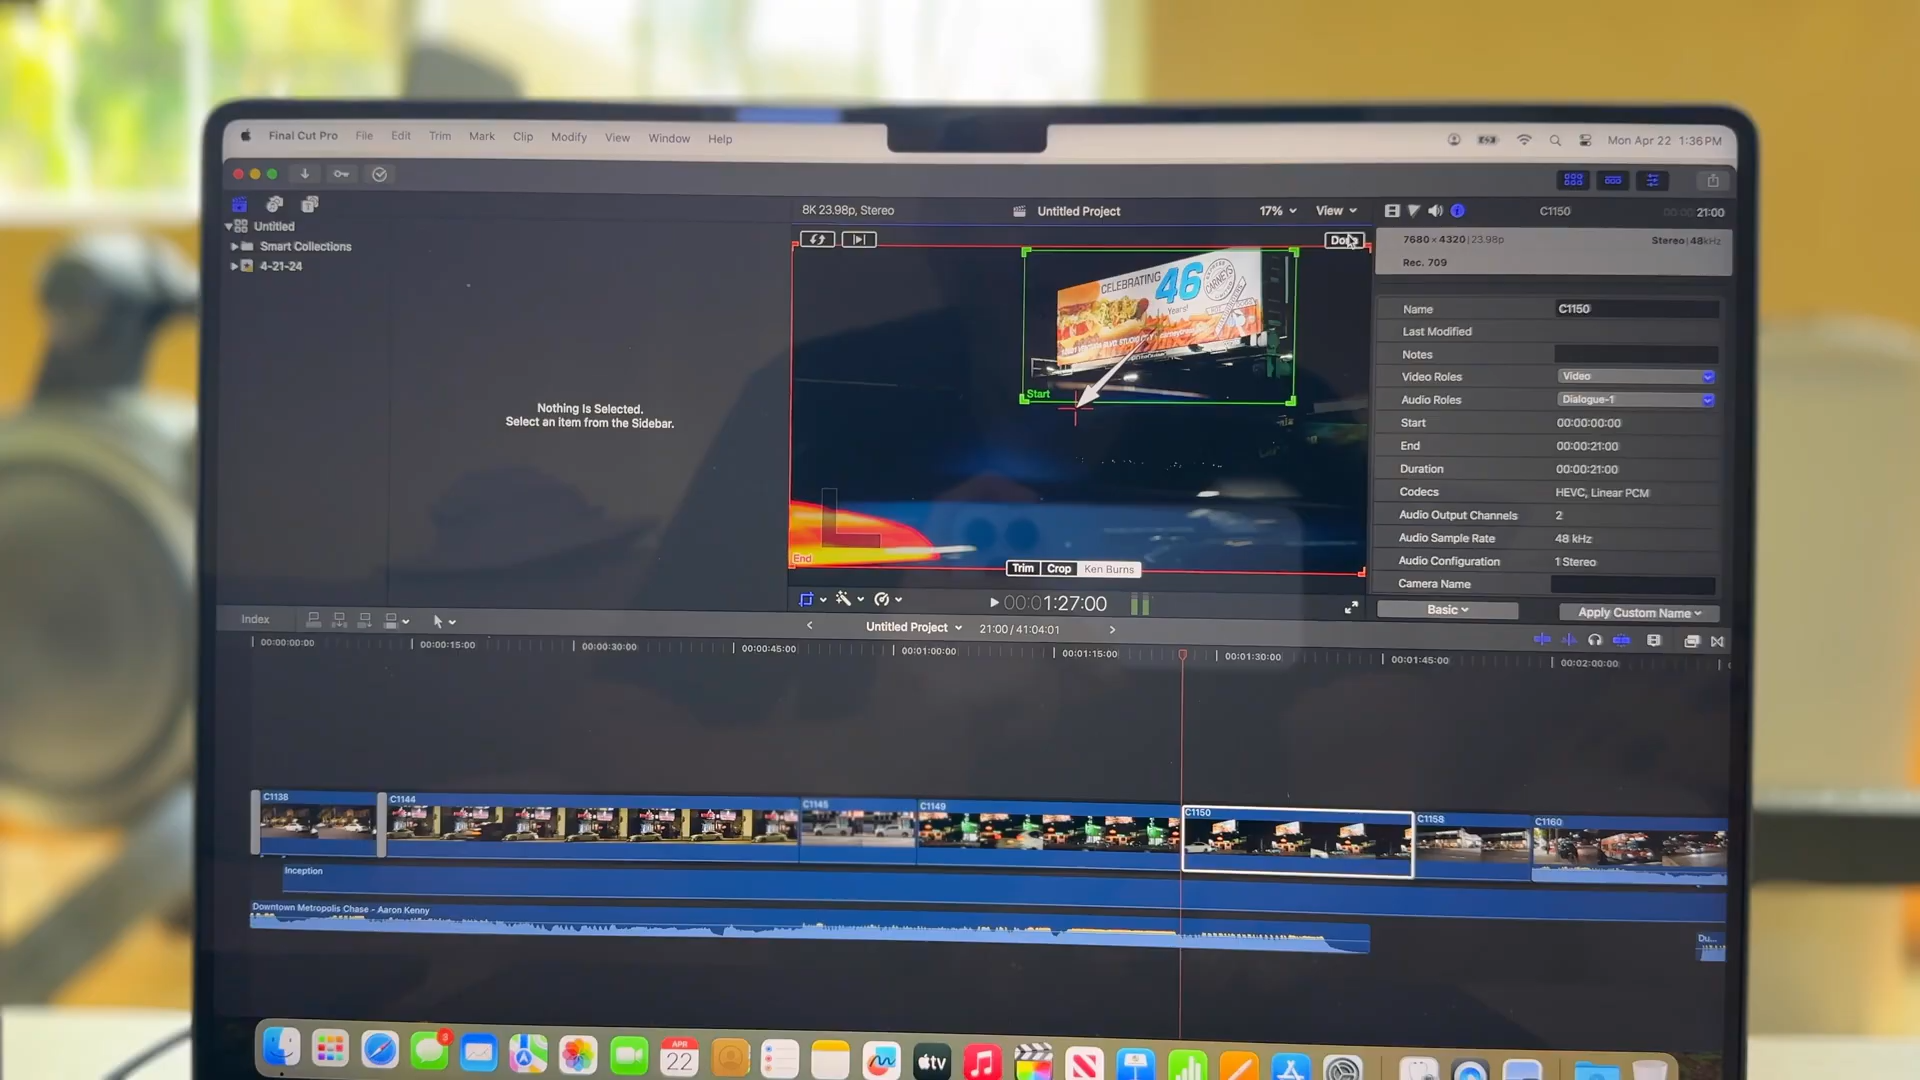 Final Cut Pro File Edit Trim Mark Clip Modify View Window Help
Mon Apr 22 1:36 PM
8K 23.98p, Stereo
Untitled Project
17%
View
C1150
21:00
Untitled
Smart Collections
4-21-24
Nothing Is Selected.
Select an item from the Sidebar.
7680 × 4320 | 23.98p
Stereo | 48kHz
Rec. 709
CELEBRATING
46
Years!
CARNEYS
Start
End
Trim Crop Ken Burns
Name C1150
Last Modified
Notes
Video Roles Video
Audio Roles Dialogue-1
Start 00:00:00:00
End 00:00:21:00
Duration 00:00:21:00
Codecs HEVC, Linear PCM
Audio Output Channels 2
Audio Sample Rate 48 kHz
Audio Configuration 1 Stereo
Camera Name
Basic
Apply Custom Name
00:01:27:00
Index
Untitled Project
21:00 / 41:04:01
00:00:00:00 00:00:15:00 00:00:30:00 00:00:45:00 00:01:00:00 00:01:15:00 00:01:30:00 00:01:45:00 00:02:00:00
C1138 C1144 C1145 C1149 C1150 C1158 C1160
Inception
Downtown Metropolis Chase - Aaron Kenny
Du...
3
APR
22
tv